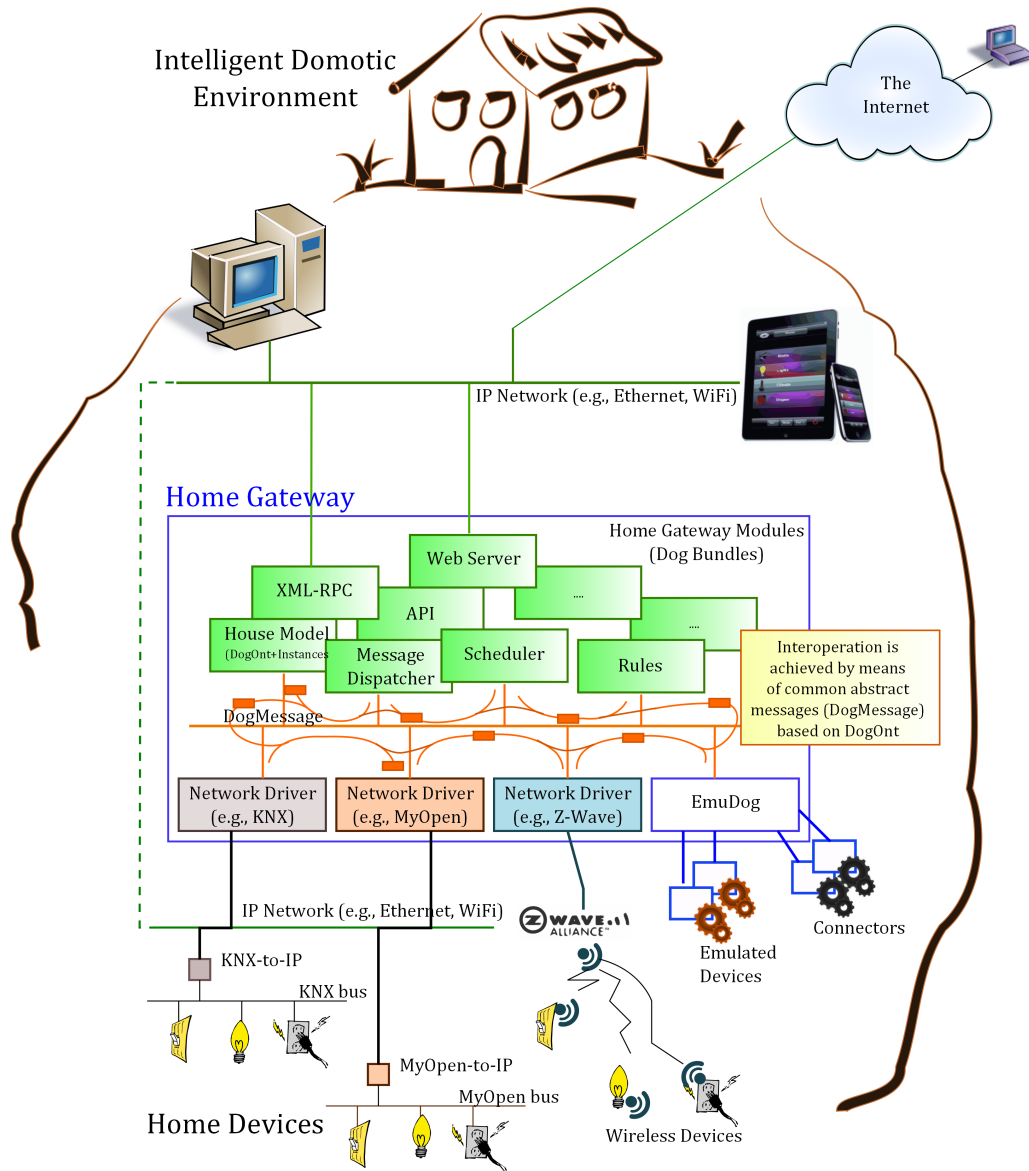 Intelligent Domotic
Environment
The
Internet
IP Network (e.g., Ethernet, WiFi)
Home Gateway
Home Gateway Modules
(Dog Bundles)
Web Server
XML-RPC
....
API
....
House Model
(DogOnt+Instances
Message
Dispatcher
Scheduler
Rules
Interoperation is
achieved by means
of common abstract
messages (DogMessage)
based on DogOnt
DogMessage
Network Driver
(e.g., KNX)
Network Driver
(e.g., MyOpen)
Network Driver
(e.g., Z-Wave)
EmuDog
IP Network (e.g., Ethernet, WiFi)
Z WAVE
ALLIANCE™
Connectors
Emulated
Devices
KNX-to-IP
KNX bus
MyOpen-to-IP
MyOpen bus
Home Devices
Wireless Devices